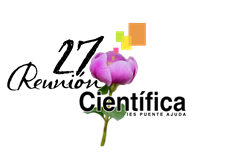 27
Reunión
Científica
IES PUENTE AJUDA